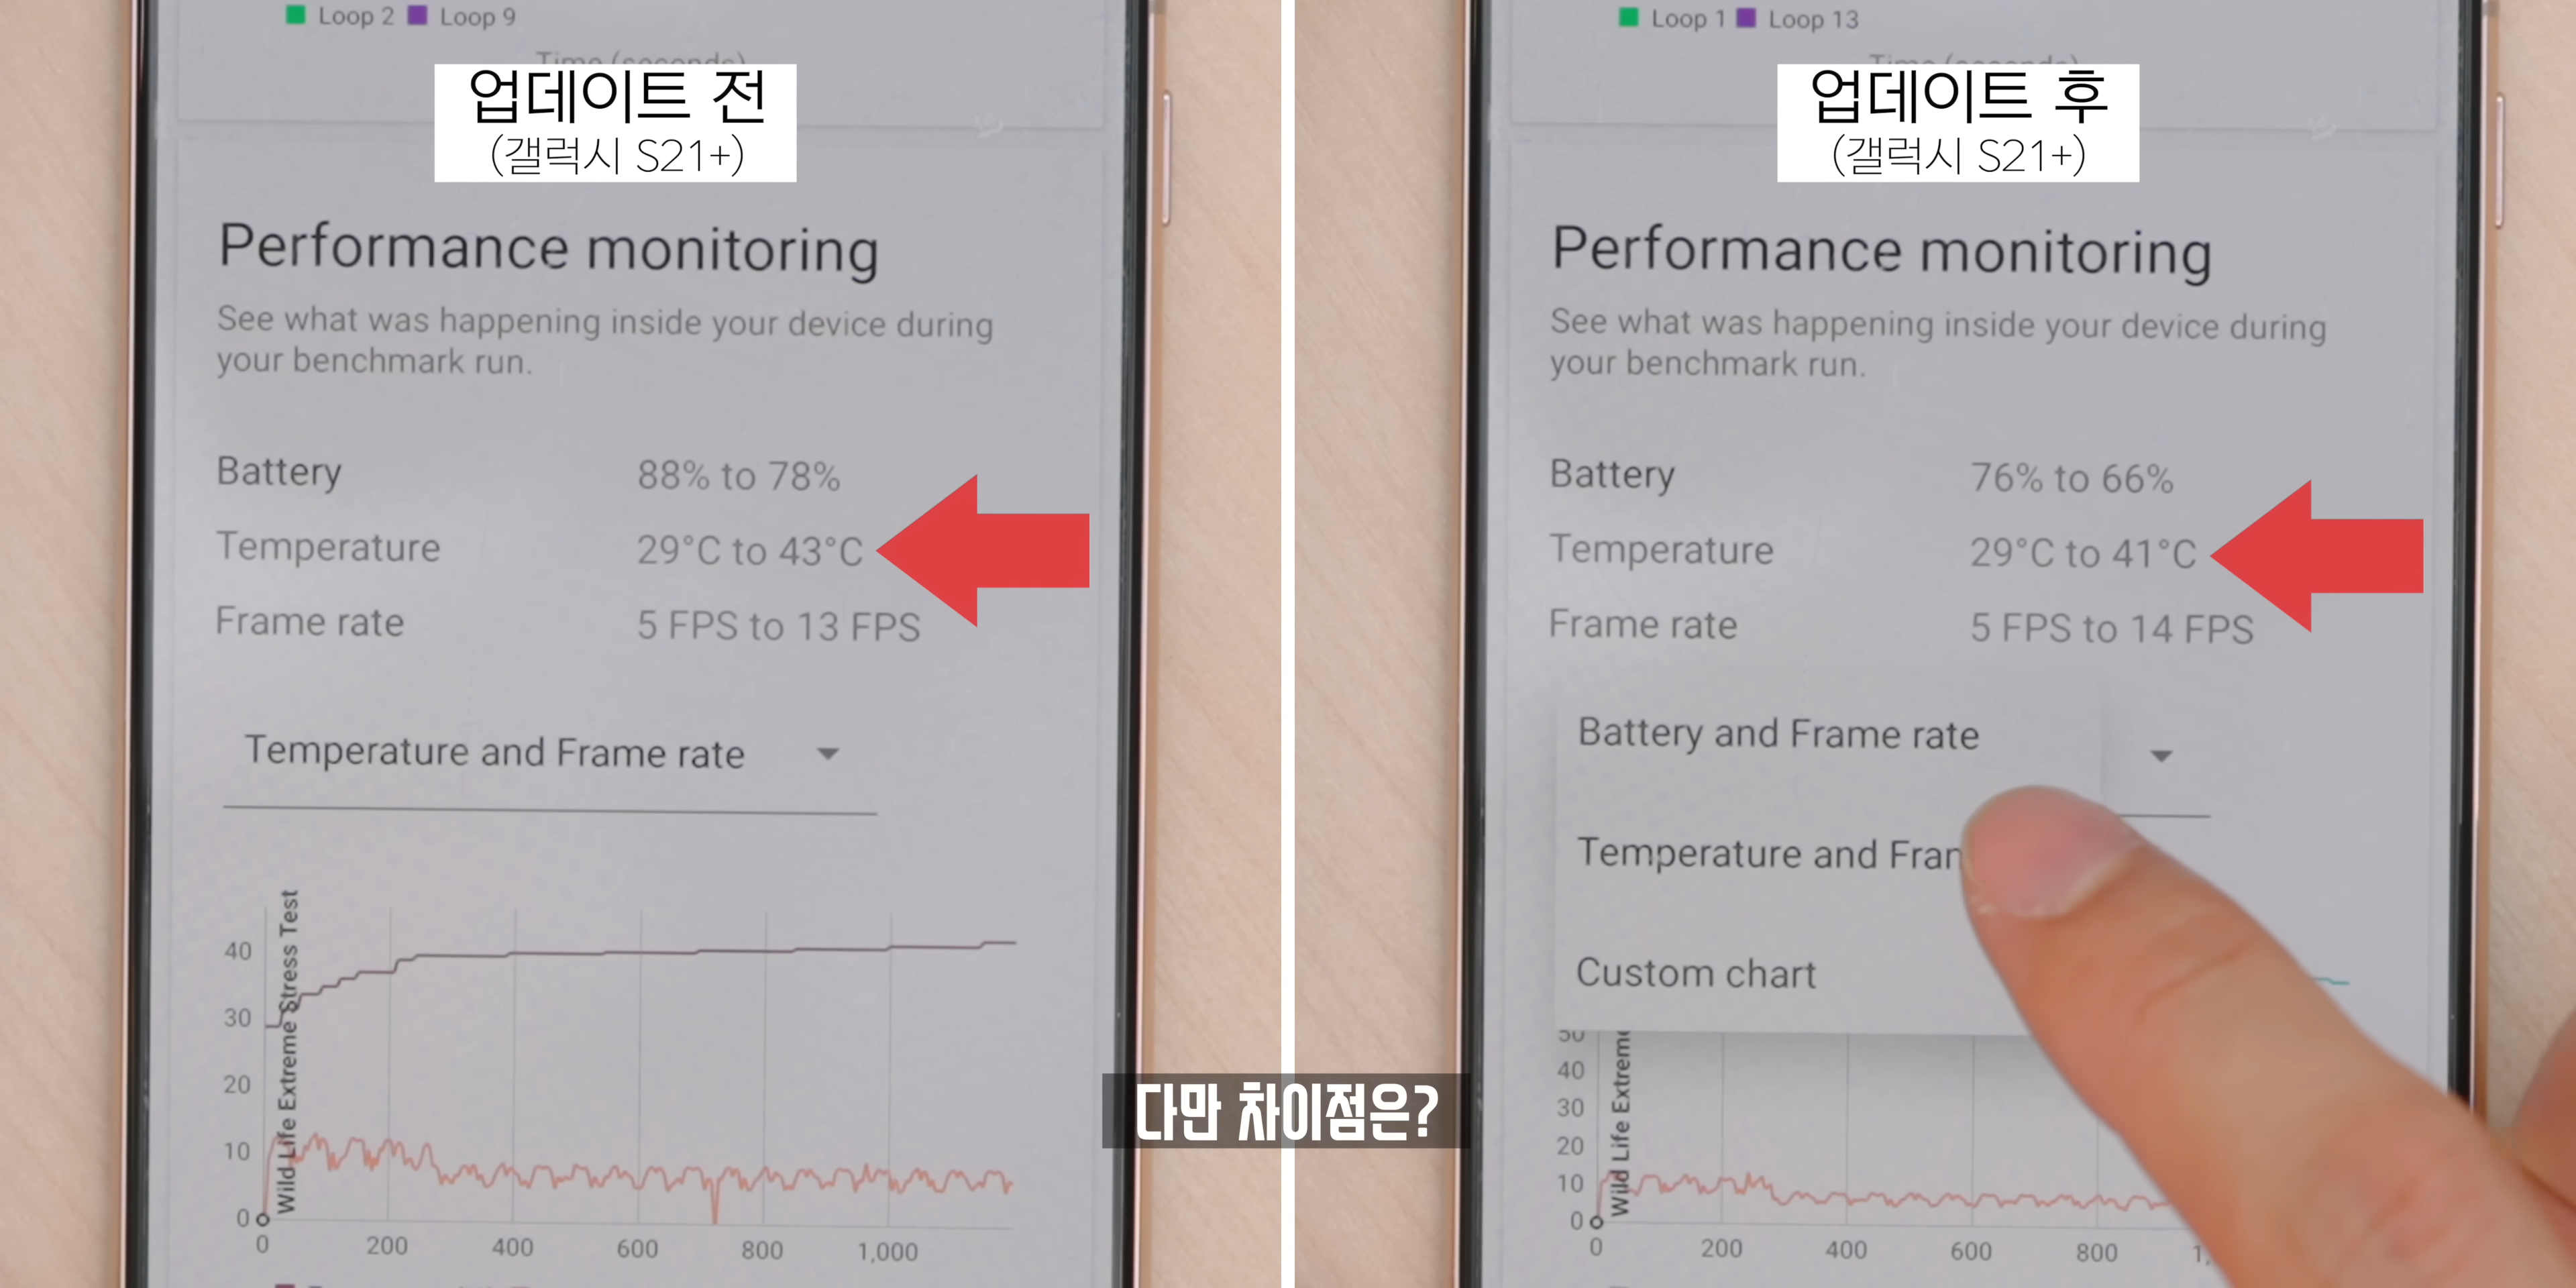 Loop 2 Loop 9
Time (seconds)
업데이트 전
(갤럭시 S21+)
Performance monitoring
See what was happening inside your device during
your benchmark run.
Battery 88% to 78%
Temperature 29°C to 43°C
Frame rate 5 FPS to 13 FPS
Temperature and Frame rate
Wild Life Extreme Stress Test
40
30
20
10
0
0 200 400 600 800 1,000
Loop 1 Loop 13
Time (seconds)
업데이트 후
(갤럭시 S21+)
Performance monitoring
See what was happening inside your device during
your benchmark run.
Battery 76% to 66%
Temperature 29°C to 41°C
Frame rate 5 FPS to 14 FPS
Battery and Frame rate
Temperature and Fran
Custom chart
Wild Life Extreme
50
40
30
20
10
0
0 200 400 600 800
다만 차이점은?